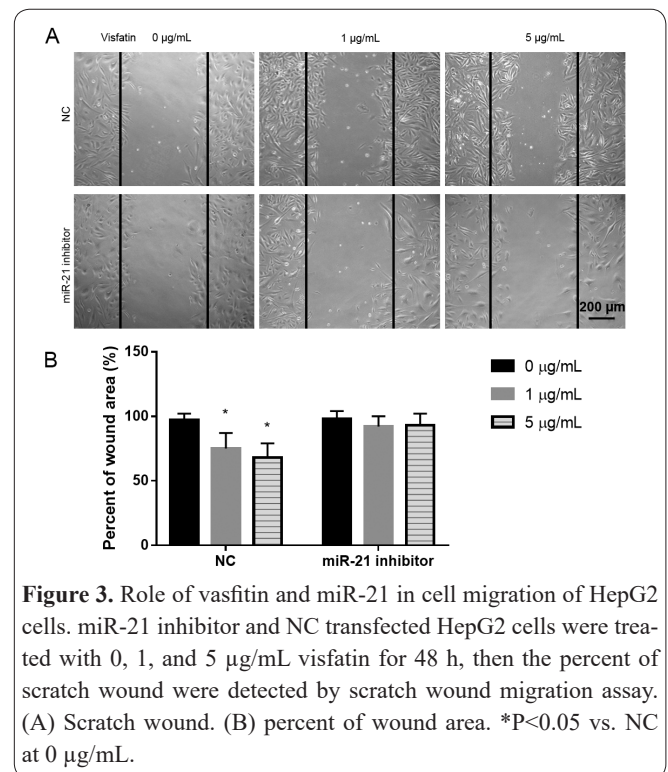 A
Visfatin 0 µg/mL 1 µg/mL 5 µg/mL
NC
miR-21 inhibitor
200 µm
B
Percent of wound area (%)
150
100
50
0
* *
NC miR-21 inhibitor
0 µg/mL
1 µg/mL
5 µg/mL
Figure 3. Role of vasfitin and miR-21 in cell migration of HepG2
cells. miR-21 inhibitor and NC transfected HepG2 cells were trea-
ted with 0, 1, and 5 µg/mL visfatin for 48 h, then the percent of
scratch wound were detected by scratch wound migration assay.
(A) Scratch wound. (B) percent of wound area. *P<0.05 vs. NC
at 0 µg/mL.